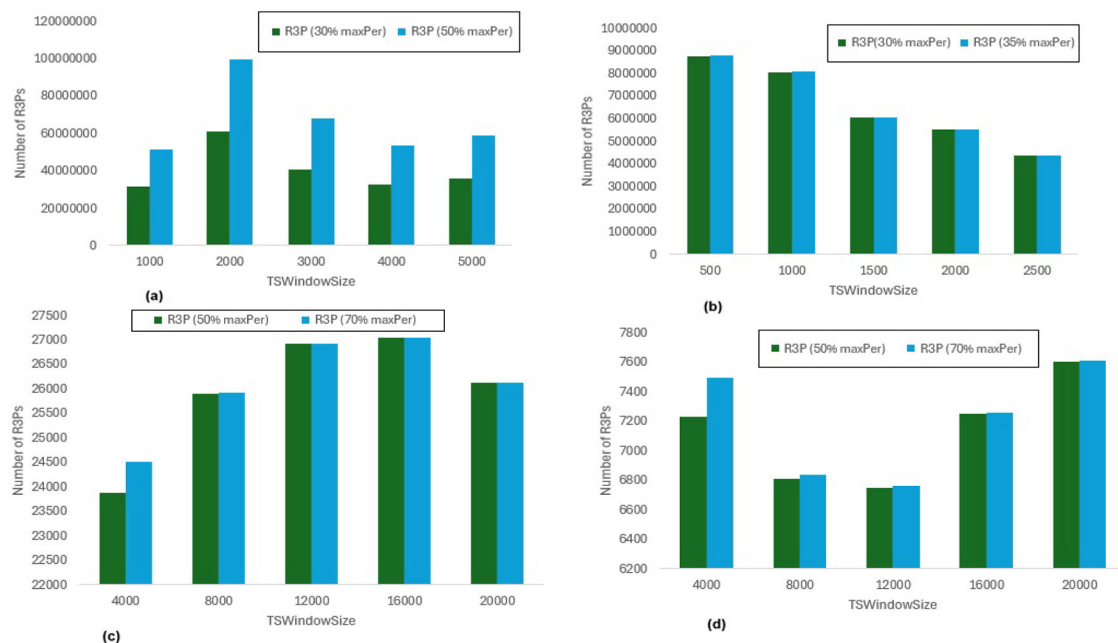 R3P (30% maxPer) R3P (50% maxPer)
120000000
100000000
80000000
60000000
40000000
20000000
0
Number of R3Ps
1000 2000 3000 4000 5000
TSWindowSize
(a)
R3P(30% maxPer) R3P (35% maxPer)
10000000
9000000
8000000
7000000
6000000
5000000
4000000
3000000
2000000
1000000
0
Number of R3Ps
500 1000 1500 2000 2500
TSWindowSize
(b)
R3P (50% maxPer) R3P (70% maxPer)
27500
27000
26500
26000
25500
25000
24500
24000
23500
23000
22500
22000
Number of R3Ps
4000 8000 12000 16000 20000
TSWindowSize
(c)
R3P (50% maxPer) R3P (70% maxPer)
7800
7600
7400
7200
7000
6800
6600
6400
6200
Number of R3Ps
4000 8000 12000 16000 20000
TSWindowSize
(d)